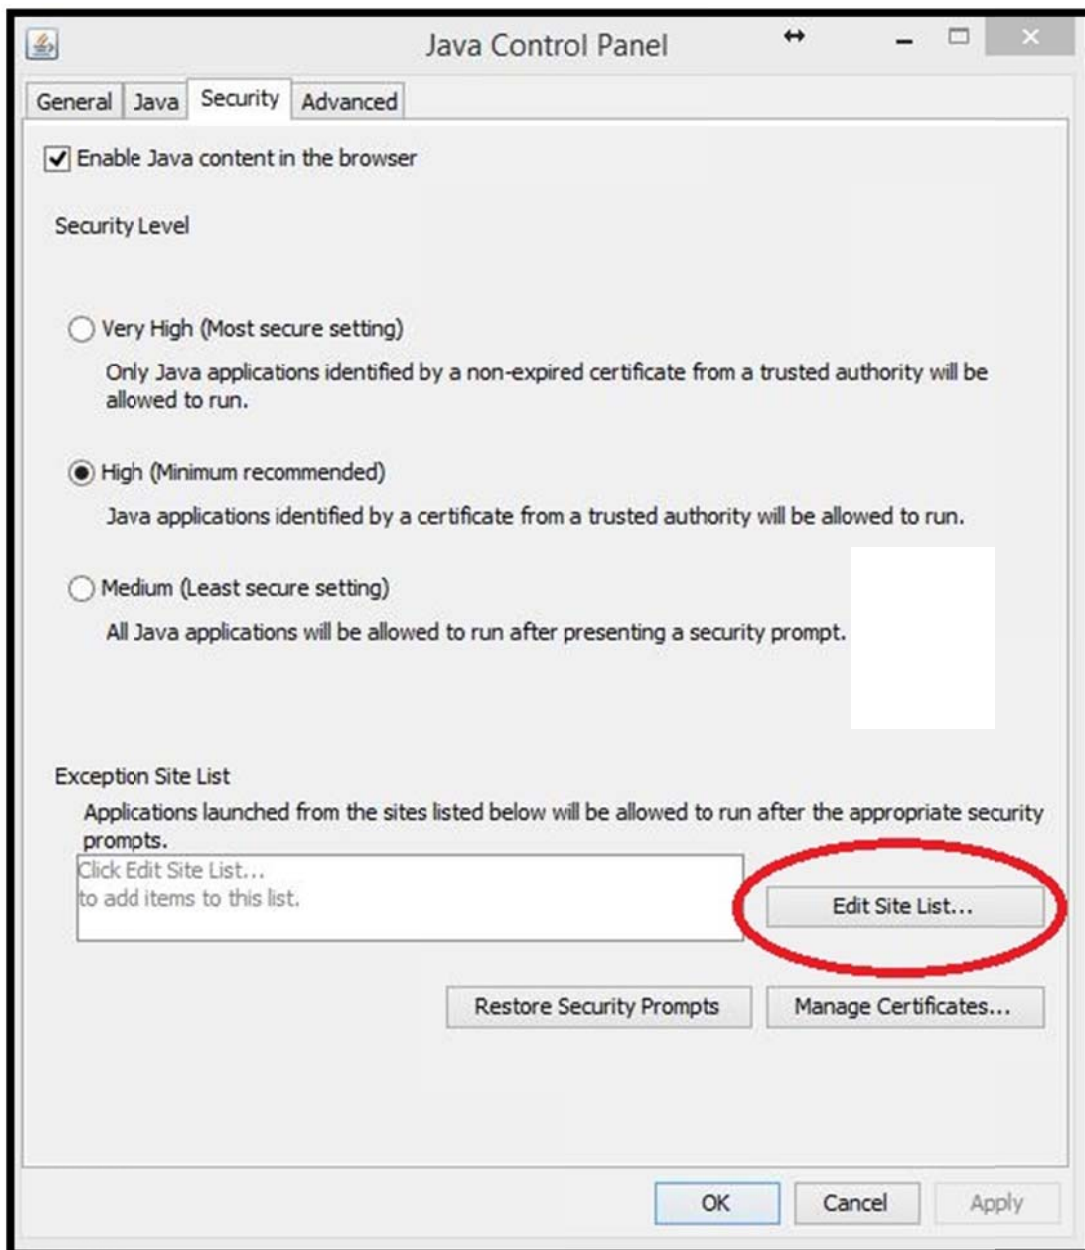 Java Control Panel
General Java Security Advanced
Enable Java content in the browser
Security Level
Very High (Most secure setting)
Only Java applications identified by a non-expired certificate from a trusted authority will be
allowed to run.
High (Minimum recommended)
Java applications identified by a certificate from a trusted authority will be allowed to run.
Medium (Least secure setting)
All Java applications will be allowed to run after presenting a security prompt.
Exception Site List
Applications launched from the sites listed below will be allowed to run after the appropriate security
prompts.
Click Edit Site List...
to add items to this list.
Edit Site List...
Restore Security Prompts Manage Certificates...
OK Cancel Apply